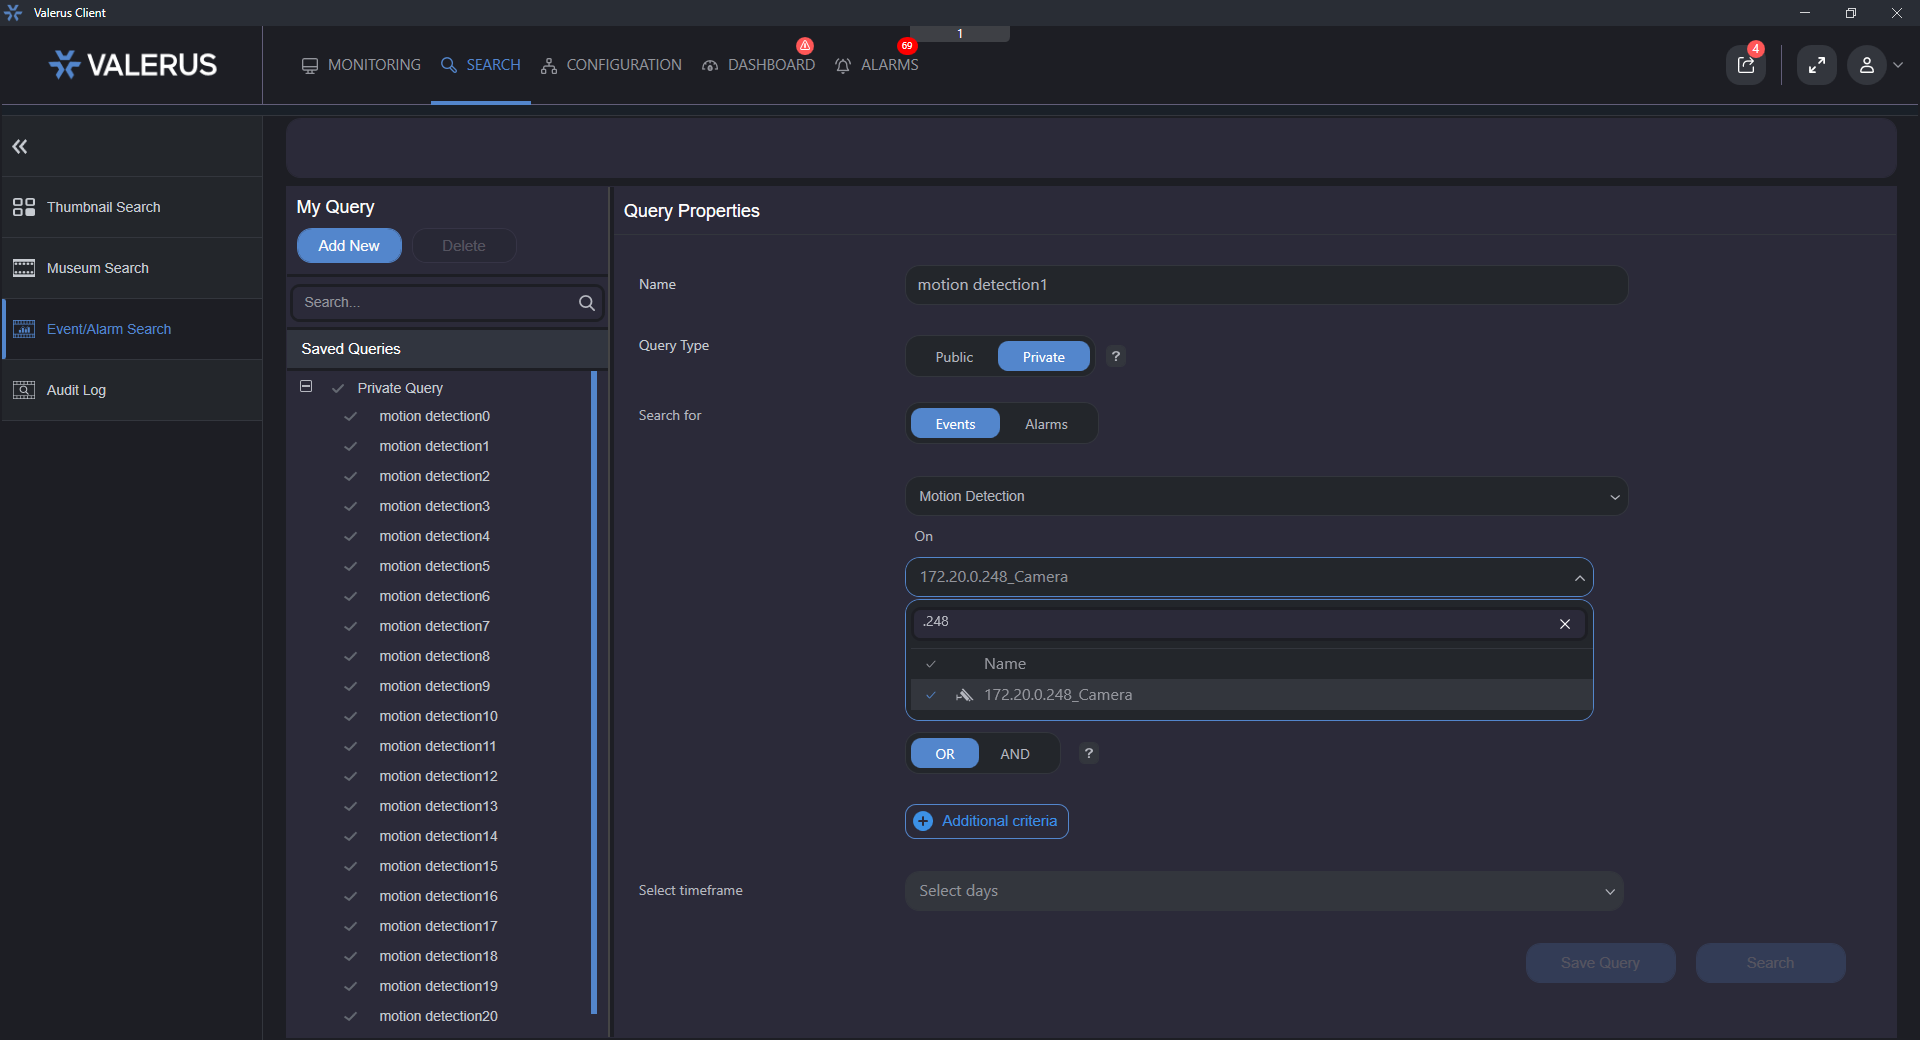 Valerus Client
1
VALERUS
MONITORING
SEARCH
CONFIGURATION
DASHBOARD
69
ALARMS
4
Thumbnail Search
Museum Search
Event/Alarm Search
Audit Log
My Query
Add New
Delete
Search...
Saved Queries
Private Query
motion detection0
motion detection1
motion detection2
motion detection3
motion detection4
motion detection5
motion detection6
motion detection7
motion detection8
motion detection9
motion detection10
motion detection11
motion detection12
motion detection13
motion detection14
motion detection15
motion detection16
motion detection17
motion detection18
motion detection19
motion detection20
Query Properties
Name
motion detection1
Query Type
Public
Private
?
Search for
Events
Alarms
Motion Detection
On
172.20.0.248_Camera
.248
Name
172.20.0.248_Camera
OR
AND
?
Additional criteria
Select timeframe
Select days
Save Query
Search